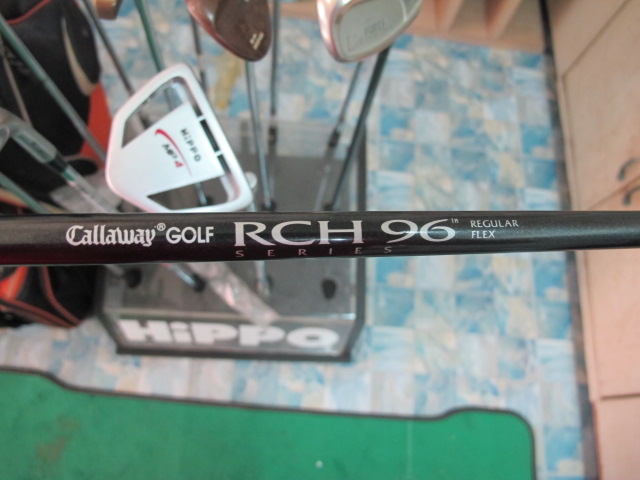 HiPPO
Callaway® GOLF RCH 96™ REGULAR
SERIES FLEX
HiPPO